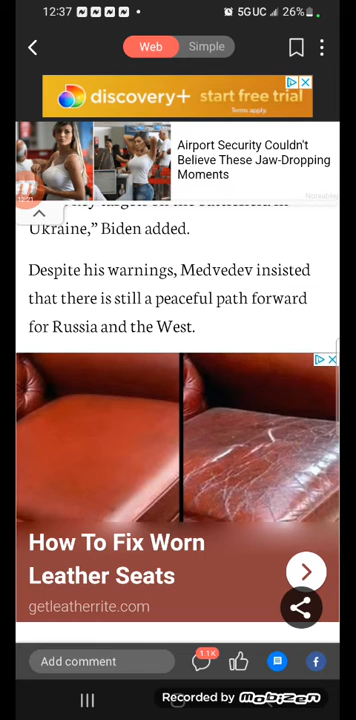 12:37
5GUC 26%
Web Simple
discovery+ start free trial
Terms apply.
Airport Security Couldn't
Believe These Jaw-Dropping
Moments
12:21
Ukraine,” Biden added.
Despite his warnings, Medvedev insisted
that there is still a peaceful path forward
for Russia and the West.
How To Fix Worn
Leather Seats
getleatherrite.com
1.1K
Add comment
Recorded by Mobizen